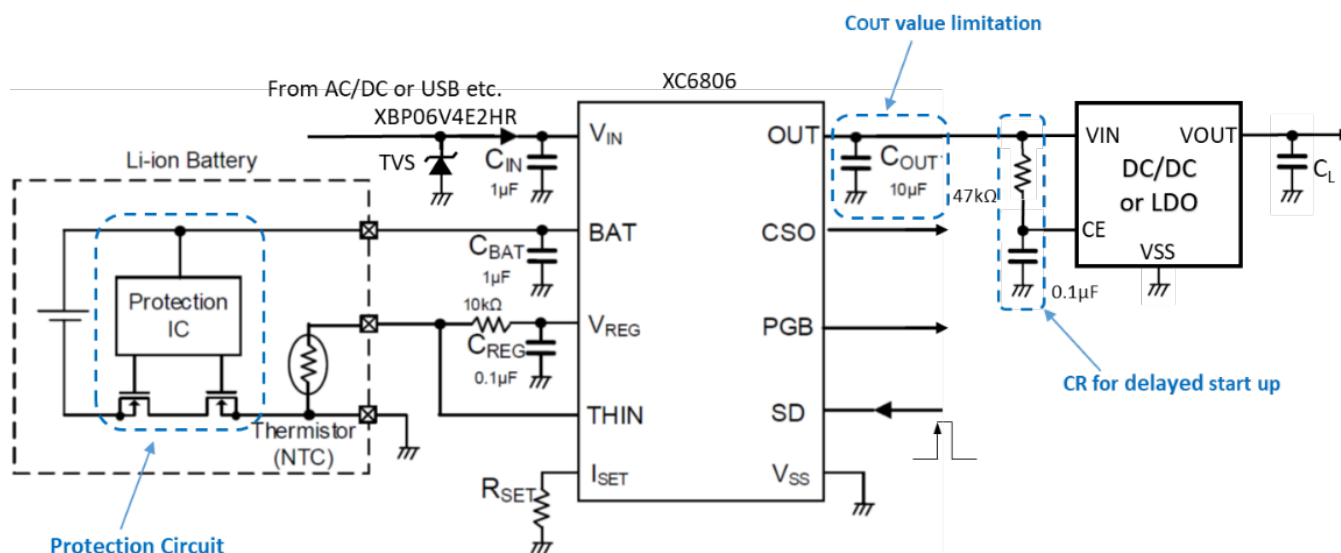 COUT value limitation
XC6806
From AC/DC or USB etc.
XBP06V4E2HR
VIN
OUT
VIN
VOUT
TVS
CIN
1μF
COUT
10μF
47kΩ
DC/DC
or LDO
CL
Li-ion Battery
BAT
CSO
CE
CBAT
1μF
VSS
Protection
IC
10kΩ
VREG
PGB
0.1μF
CREG
0.1μF
CR for delayed start up
THIN
SD
Thermistor
(NTC)
ISET
VSS
RSET
Protection Circuit